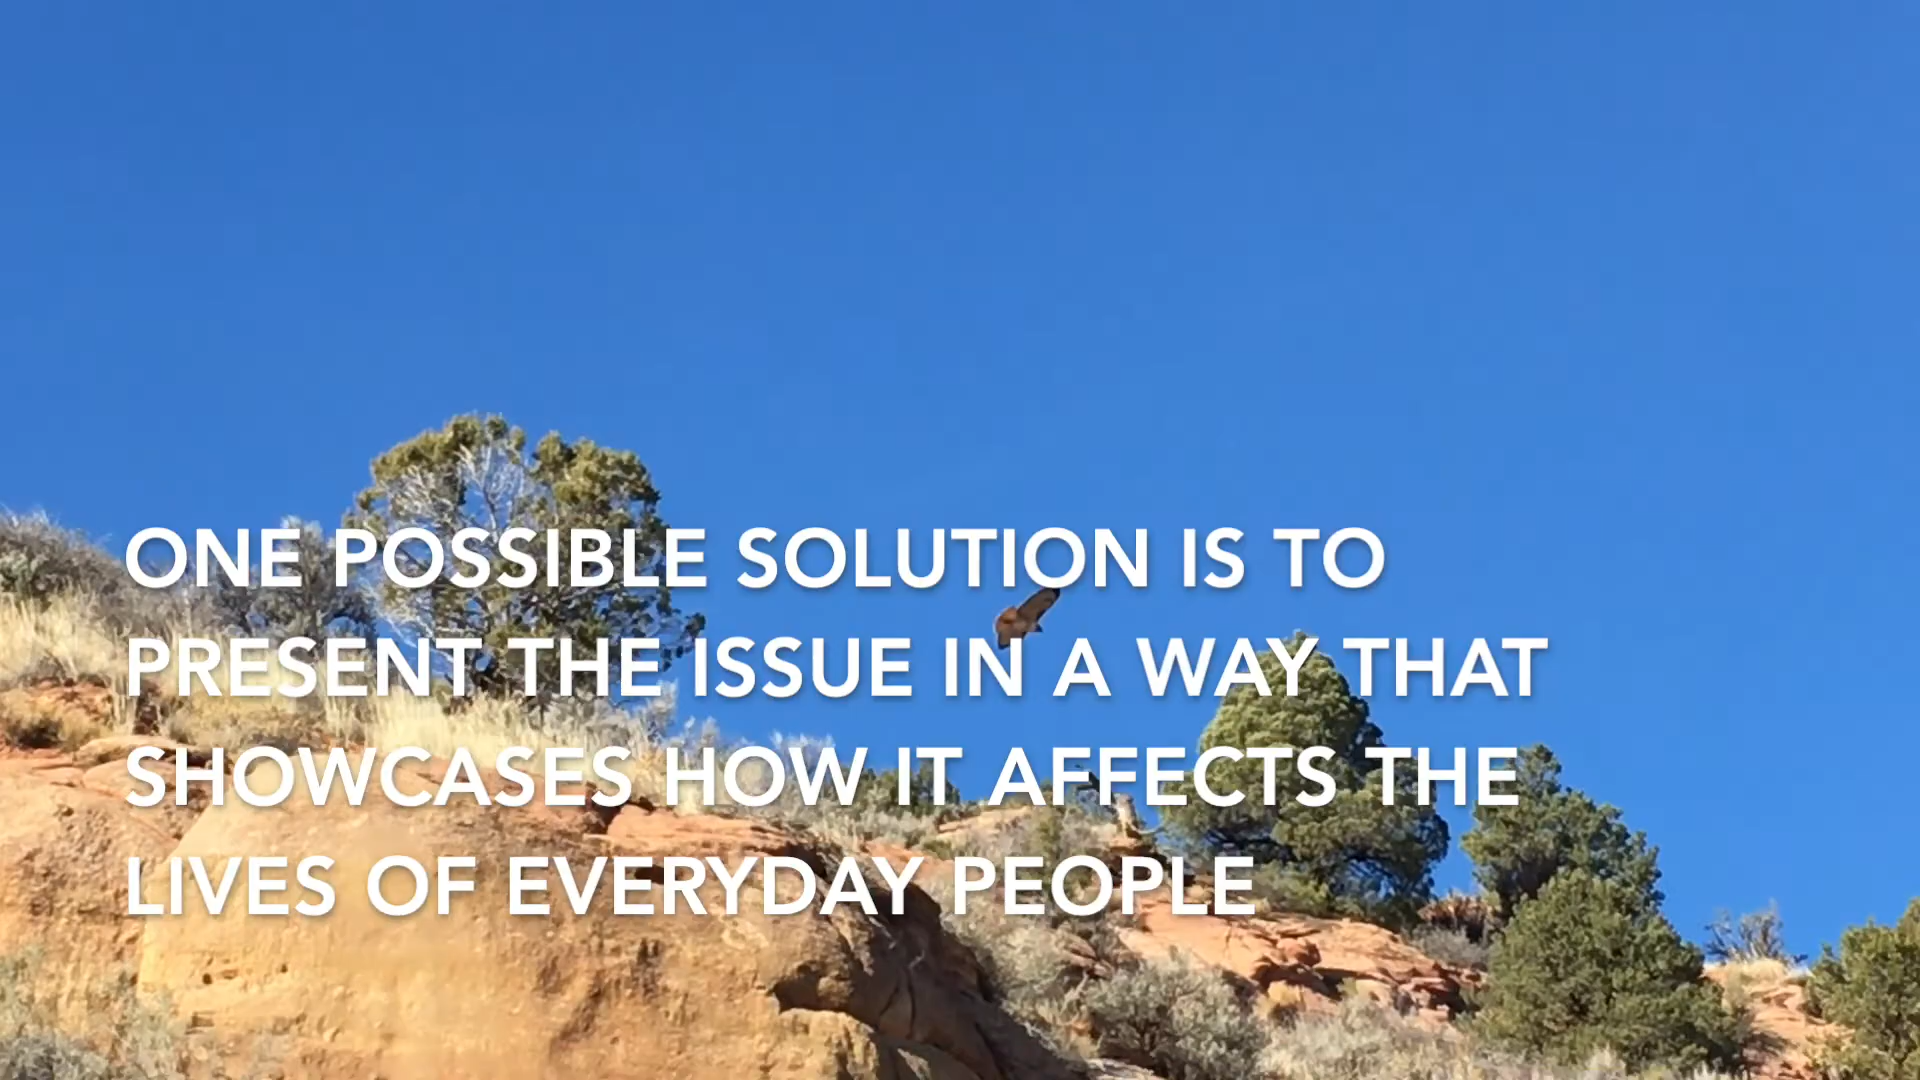 ONE POSSIBLE SOLUTION IS TO
PRESENT THE ISSUE IN A WAY THAT
SHOWCASES HOW IT AFFECTS THE
LIVES OF EVERYDAY PEOPLE